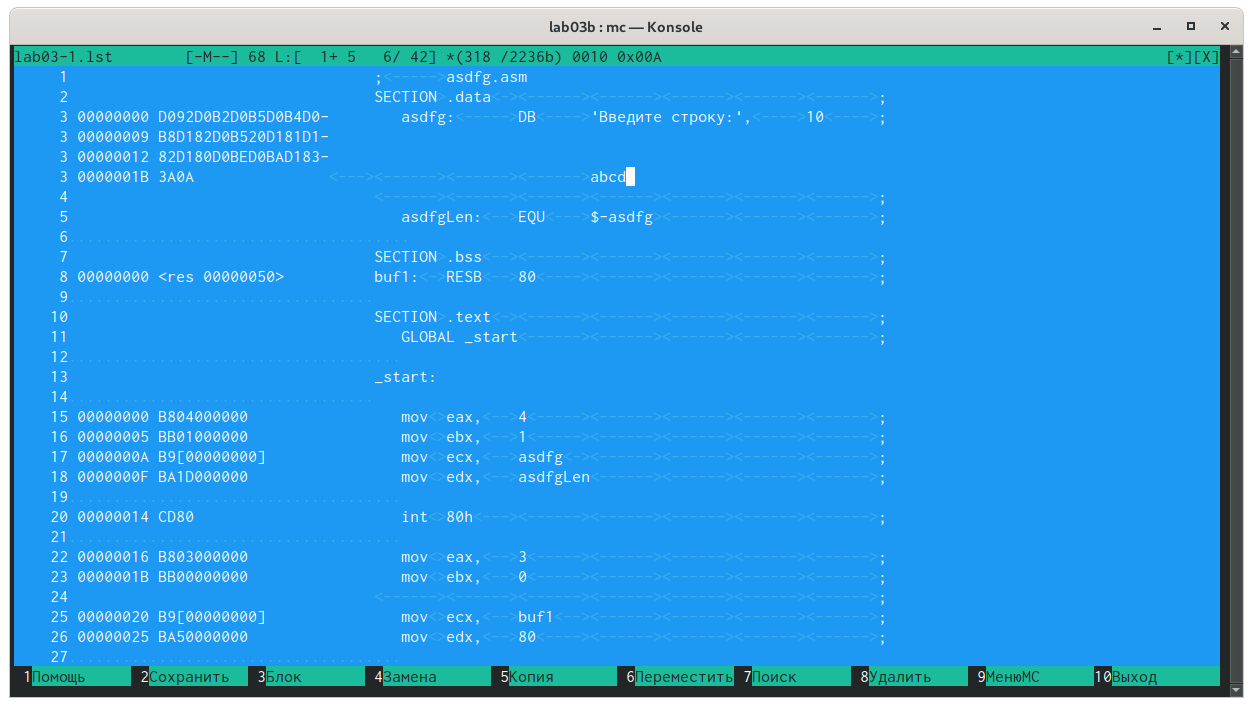 lab03b : mc — Konsole
lab03-1.lst [-M--] 68 L:[ 1+ 5 6/ 42] *(318 /2236b) 0010 0x00A [*][X]
1 ;<----->asdfg.asm
2 SECTION .data ;
3 00000000 D092D0B2D0B5D0B4D0- asdfg: DB 'Введите строку:', 10 ;
3 00000009 B8D182D0B520D181D1-
3 00000012 82D180D0BED0BAD183-
3 0000001B 3A0A abcd
4 ;
5 asdfgLen: EQU $-asdfg ;
6
7 SECTION .bss ;
8 00000000 <res 00000050> buf1: RESB 80 ;
9
10 SECTION .text ;
11 GLOBAL _start ;
12
13 _start:
14
15 00000000 B804000000 mov eax, 4 ;
16 00000005 BB01000000 mov ebx, 1 ;
17 0000000A B9[00000000] mov ecx, asdfg ;
18 0000000F BA1D000000 mov edx, asdfgLen ;
19
20 00000014 CD80 int 80h ;
21
22 00000016 B803000000 mov eax, 3 ;
23 0000001B BB00000000 mov ebx, 0 ;
24 ;
25 00000020 B9[00000000] mov ecx, buf1 ;
26 00000025 BA50000000 mov edx, 80 ;
27
1Помощь 2Сохранить 3Блок 4Замена 5Копия 6Переместить 7Поиск 8Удалить 9МенюМС 10Выход